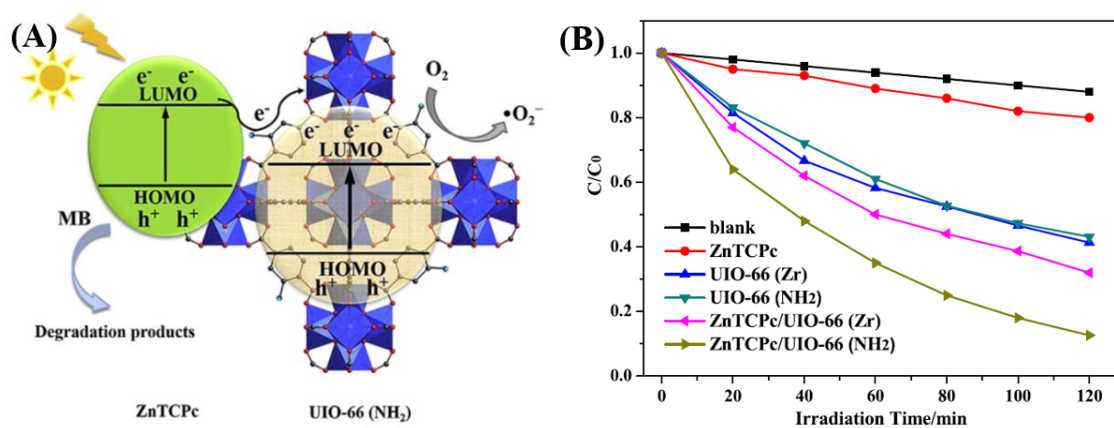 (A)
e⁻ e⁻
LUMO
e⁻
O₂
•O₂⁻
e⁻ e⁻ e⁻
LUMO
HOMO
h⁺ h⁺
MB
HOMO
h⁺ h⁺
Degradation products
ZnTCPc
UIO-66 (NH₂)
(B)
C/C₀
1.0
0.8
0.6
0.4
0.2
0.0
blank
ZnTCPc
UIO-66 (Zr)
UIO-66 (NH₂)
ZnTCPc/UIO-66 (Zr)
ZnTCPc/UIO-66 (NH₂)
0 20 40 60 80 100 120
Irradiation Time/min